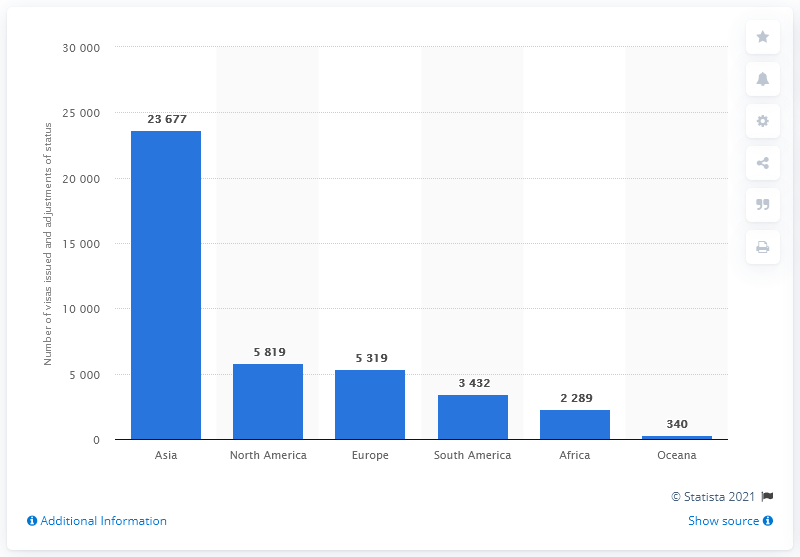 30 000
25 000
20 000
15 000
10 000
5 000
0
Number of visas issued and adjustments of status
23 677
5 819
5 319
3 432
2 289
340
Asia
North America
Europe
South America
Africa
Oceana
© Statista 2021
Additional Information
Show source